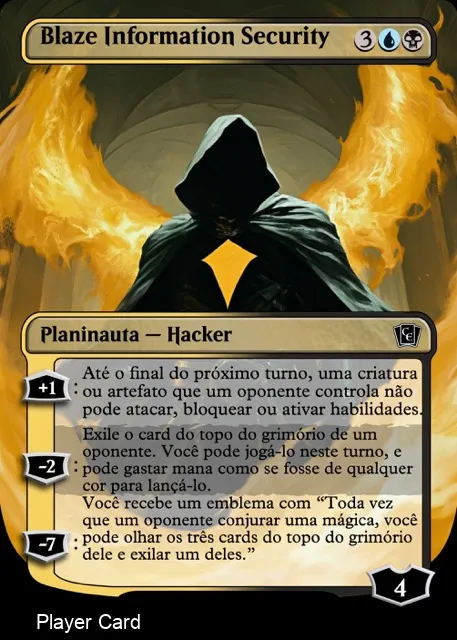 Blaze Information Security 3
Planinauta — Hacker
+1: Até o final do próximo turno, uma criatura
ou artefato que um oponente controla não
pode atacar, bloquear ou ativar habilidades.
Exile o card do topo do grimório de um
oponente. Você pode jogá-lo neste turno, e
-2: pode gastar mana como se fosse de qualquer
cor para lançá-lo.
Você recebe um emblema com “Toda vez
que um oponente conjurar uma mágica, você
-7: pode olhar os três cards do topo do grimório
dele e exilar um deles.”
4
Player Card